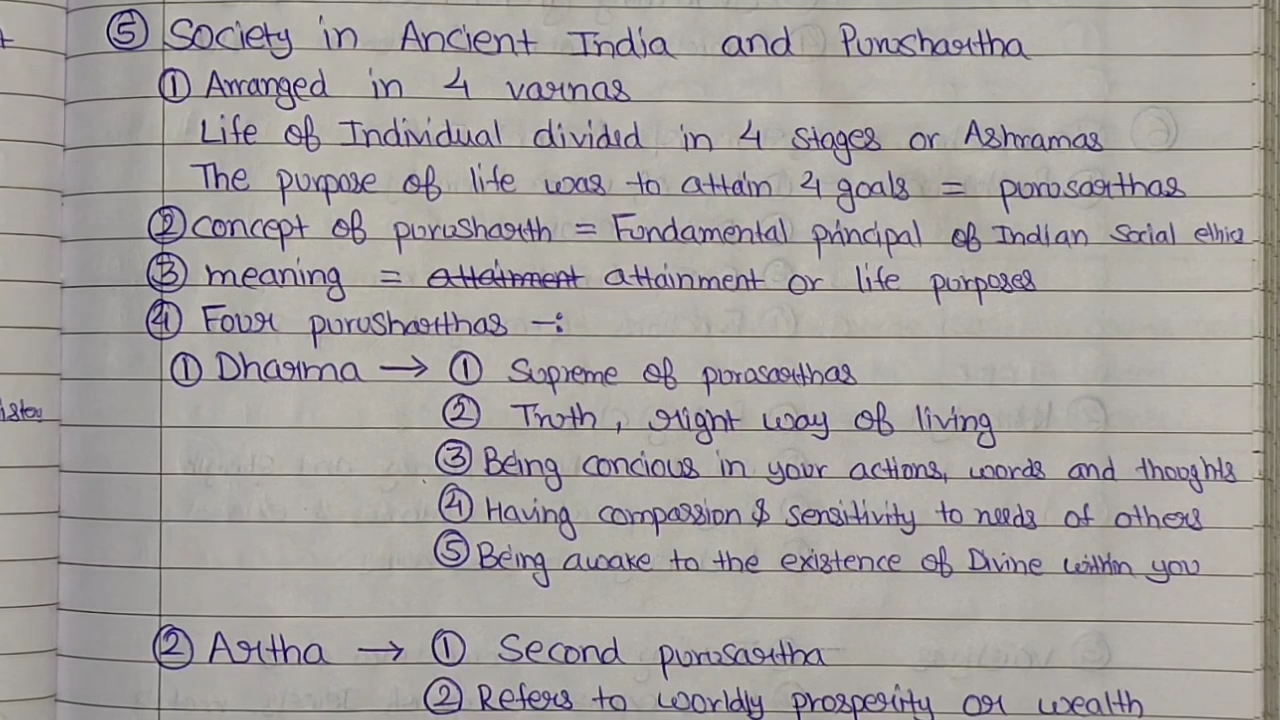 ⑤ Society in Ancient India and Purushartha
① Arranged in 4 varnas
Life of Individual divided in 4 stages or Ashramas
The purpose of life was to attain 4 goals = purusarthas
② concept of purusharth = Fundamental principal of Indian Social ethics
③ meaning = attainment attainment or life purposes
④ Four purusharthas -:
① Dharma → ① Supreme of purasarthas
② Truth, right way of living
③ Being concious in your actions, words and thoughts
④ Having compassion & sensitivity to needs of others
⑤ Being awake to the existence of Divine within you
② Artha → ① Second purusartha
② Refers to worldly prosperity or wealth